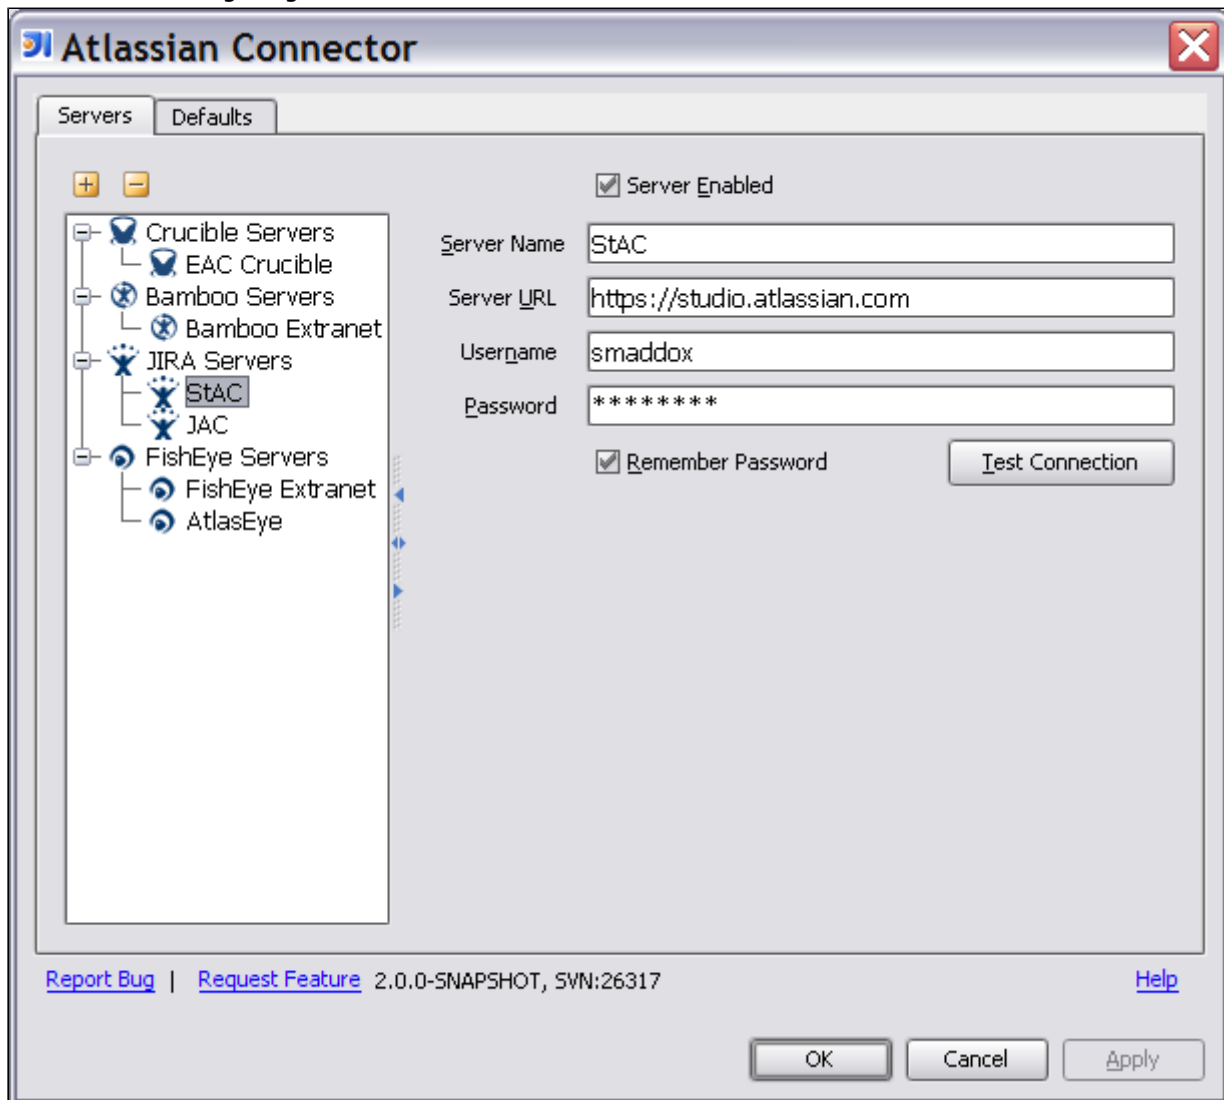 Atlassian Connector
Servers
Defaults
Server Enabled
Crucible Servers
EAC Crucible
Bamboo Servers
Bamboo Extranet
JIRA Servers
StAC
JAC
FishEye Servers
FishEye Extranet
AtlasEye
Server Name
StAC
Server URL
https://studio.atlassian.com
Username
smaddox
Password
********
Remember Password
Test Connection
Report Bug | Request Feature 2.0.0-SNAPSHOT, SVN:26317
Help
OK
Cancel
Apply